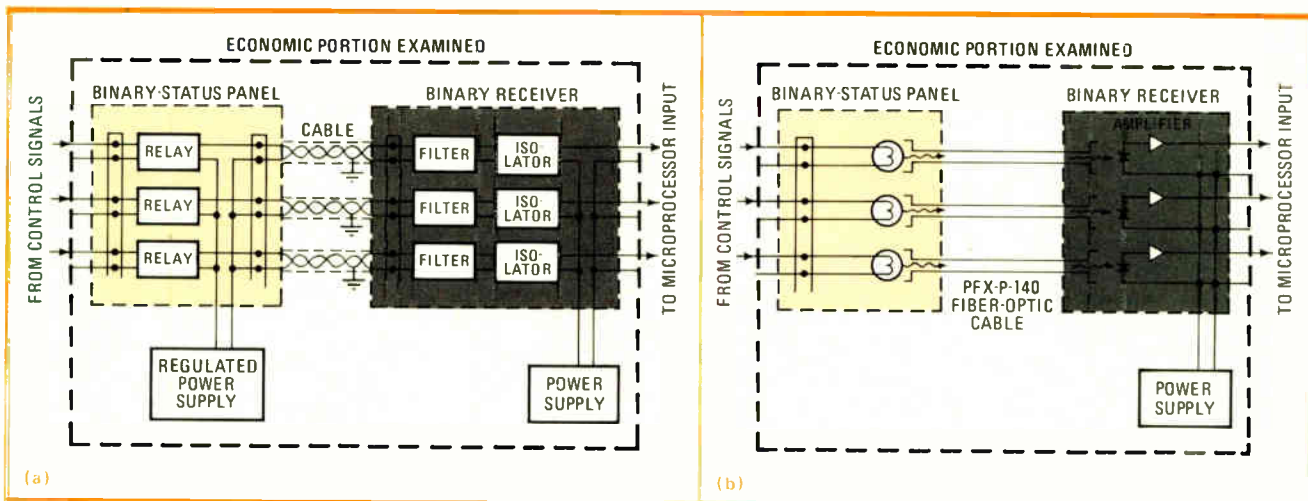 ECONOMIC PORTION EXAMINED
BINARY-STATUS PANEL
BINARY RECEIVER
CABLE
FROM CONTROL SIGNALS
TO MICROPROCESSOR INPUT
RELAY
FILTER
ISO-
LATOR
RELAY
FILTER
ISO-
LATOR
RELAY
FILTER
ISO-
LATOR
REGULATED
POWER
SUPPLY
POWER
SUPPLY
(a)
ECONOMIC PORTION EXAMINED
BINARY-STATUS PANEL
BINARY RECEIVER
AMPLIFIER
FROM CONTROL SIGNALS
TO MICROPROCESSOR INPUT
PFX-P-140
FIBER-OPTIC
CABLE
POWER
SUPPLY
(b)